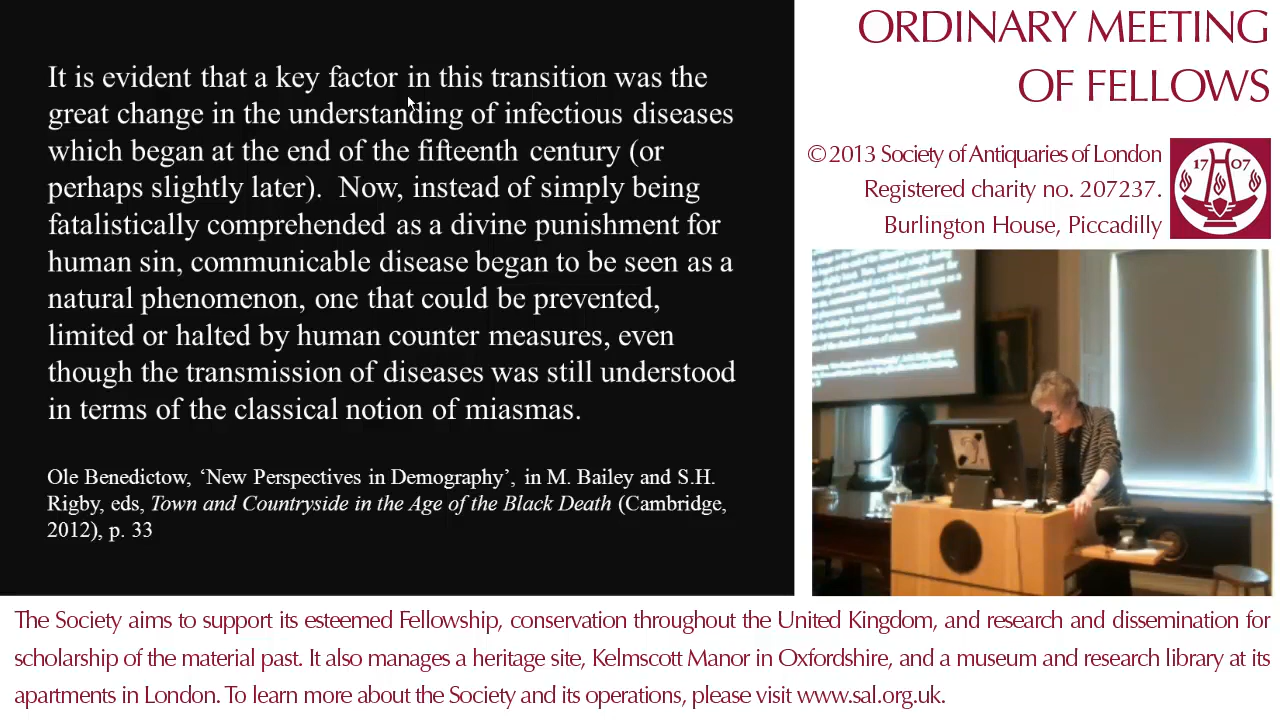 It is evident that a key factor in this transition was the
great change in the understanding of infectious diseases
which began at the end of the fifteenth century (or
perhaps slightly later).  Now, instead of simply being
fatalistically comprehended as a divine punishment for
human sin, communicable disease began to be seen as a
natural phenomenon, one that could be prevented,
limited or halted by human counter measures, even
though the transmission of diseases was still understood
in terms of the classical notion of miasmas.
Ole Benedictow, ‘New Perspectives in Demography’, in M. Bailey and S.H.
Rigby, eds, Town and Countryside in the Age of the Black Death (Cambridge,
2012), p. 33
ORDINARY MEETING
OF FELLOWS
©2013 Society of Antiquaries of London
Registered charity no. 207237.
Burlington House, Piccadilly
17 07
The Society aims to support its esteemed Fellowship, conservation throughout the United Kingdom, and research and dissemination for
scholarship of the material past. It also manages a heritage site, Kelmscott Manor in Oxfordshire, and a museum and research library at its
apartments in London. To learn more about the Society and its operations, please visit www.sal.org.uk.